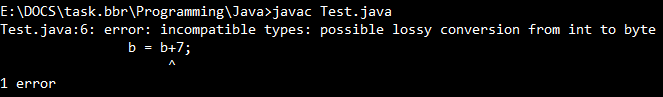 E:\DOCS\task.bbr\Programming\Java>javac Test.java
Test.java:6: error: incompatible types: possible lossy conversion from int to byte
                b = b+7;
                     ^
1 error